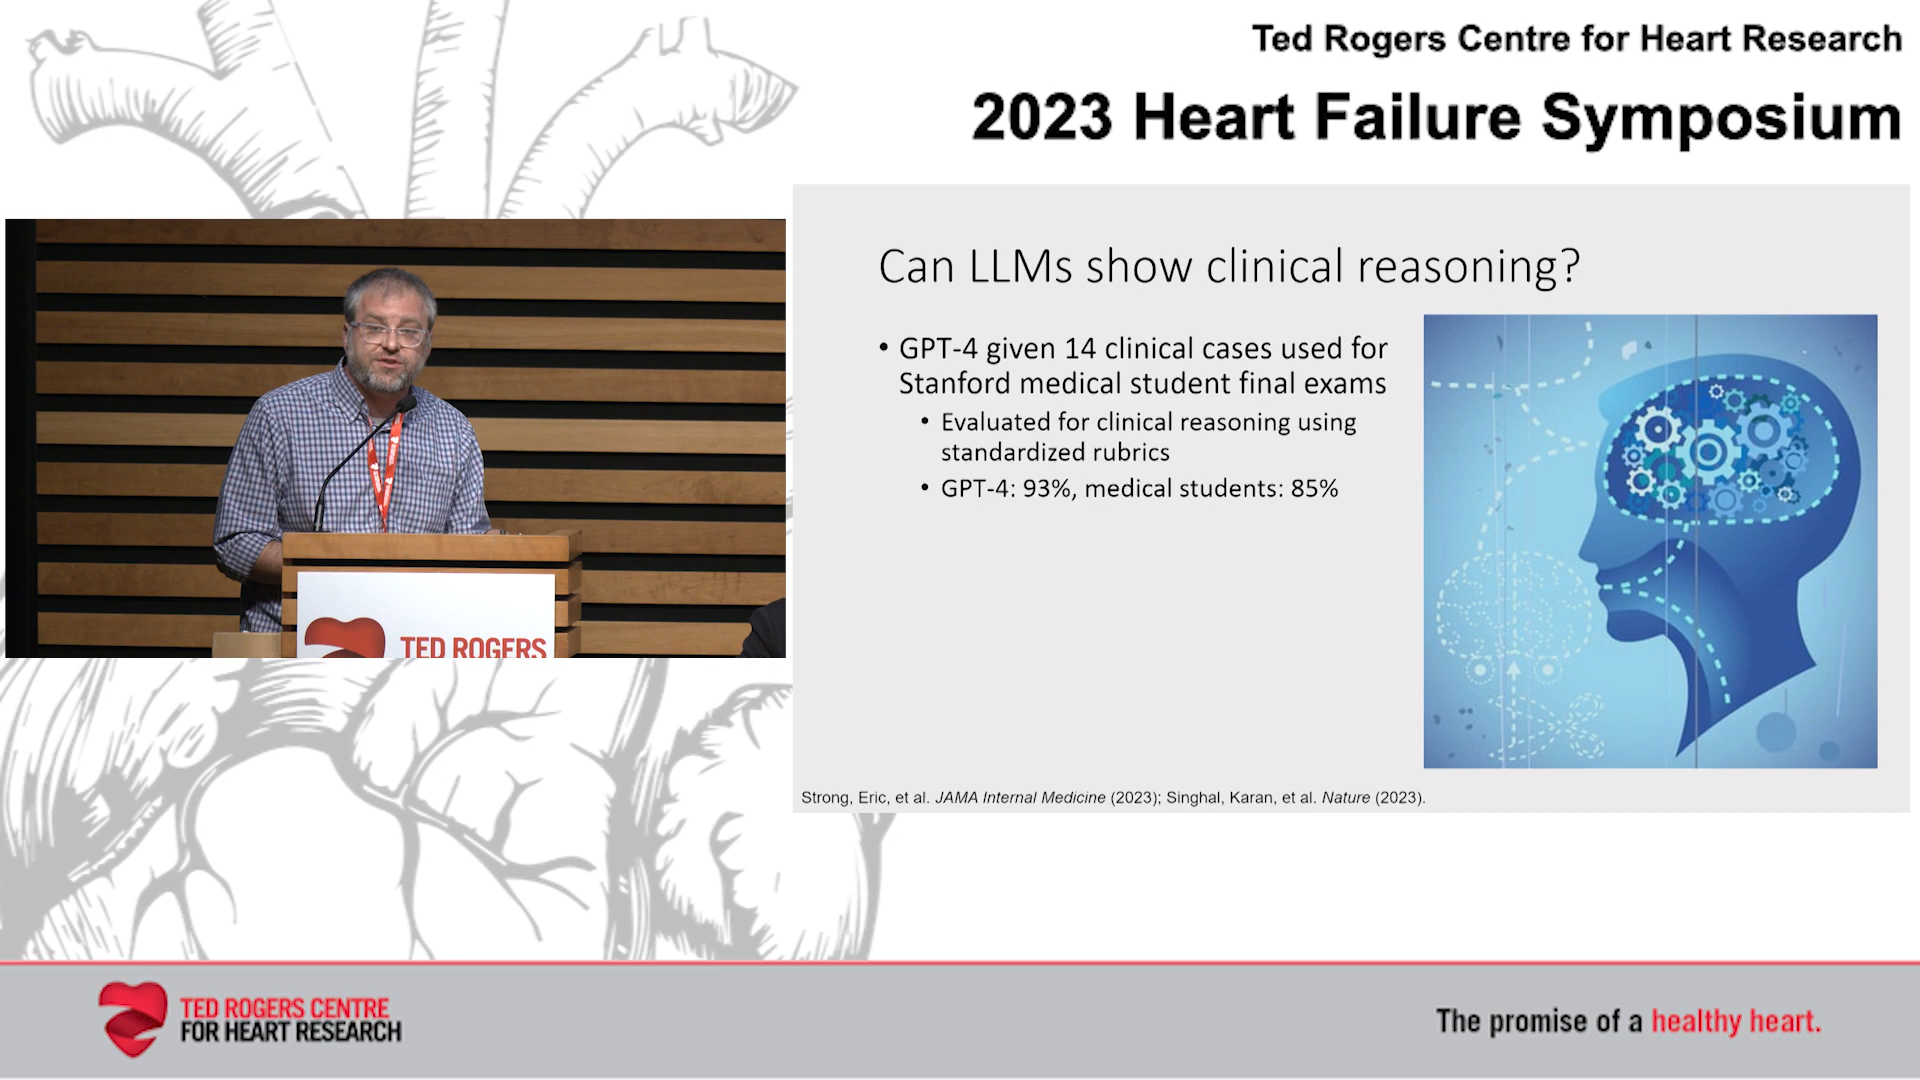 Ted Rogers Centre for Heart Research
2023 Heart Failure Symposium
Can LLMs show clinical reasoning?
• GPT-4 given 14 clinical cases used for
Stanford medical student final exams
• Evaluated for clinical reasoning using
standardized rubrics
• GPT-4: 93%, medical students: 85%
Strong, Eric, et al. JAMA Internal Medicine (2023); Singhal, Karan, et al. Nature (2023).
TED ROGERS
TED ROGERS CENTRE
FOR HEART RESEARCH
The promise of a healthy heart.